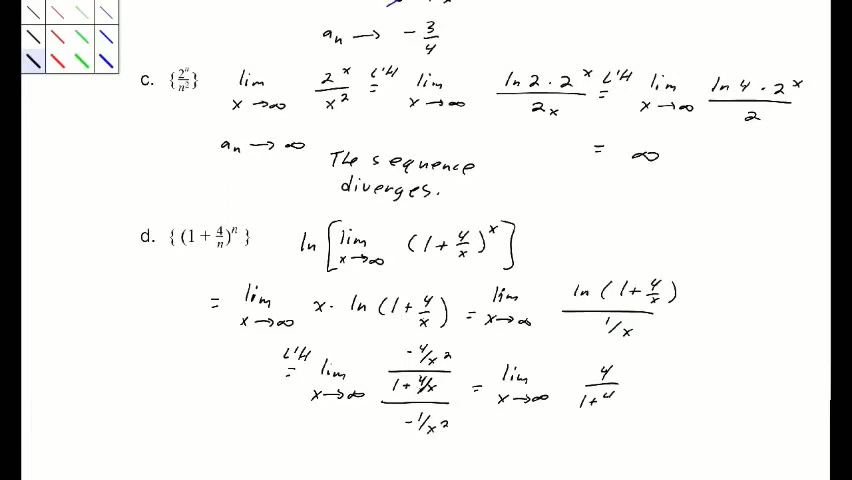 aₙ → - 3/4
c. {2ⁿ/n²} lim x→∞ 2ˣ/x² L'H = lim x→∞ ln 2 · 2ˣ / 2x L'H = lim x→∞ ln 4 · 2ˣ / 2
aₙ → ∞ The sequence diverges. = ∞
d. { (1 + 4/n)ⁿ } ln [ lim x→∞ (1 + 4/x)ˣ ]
= lim x→∞ x · ln (1 + 4/x) = lim x→∞ ln (1 + 4/x) / 1/x
L'H = lim x→∞ -4/x² / 1 + 4/x / -1/x² = lim x→∞ 4 / 1 + 4